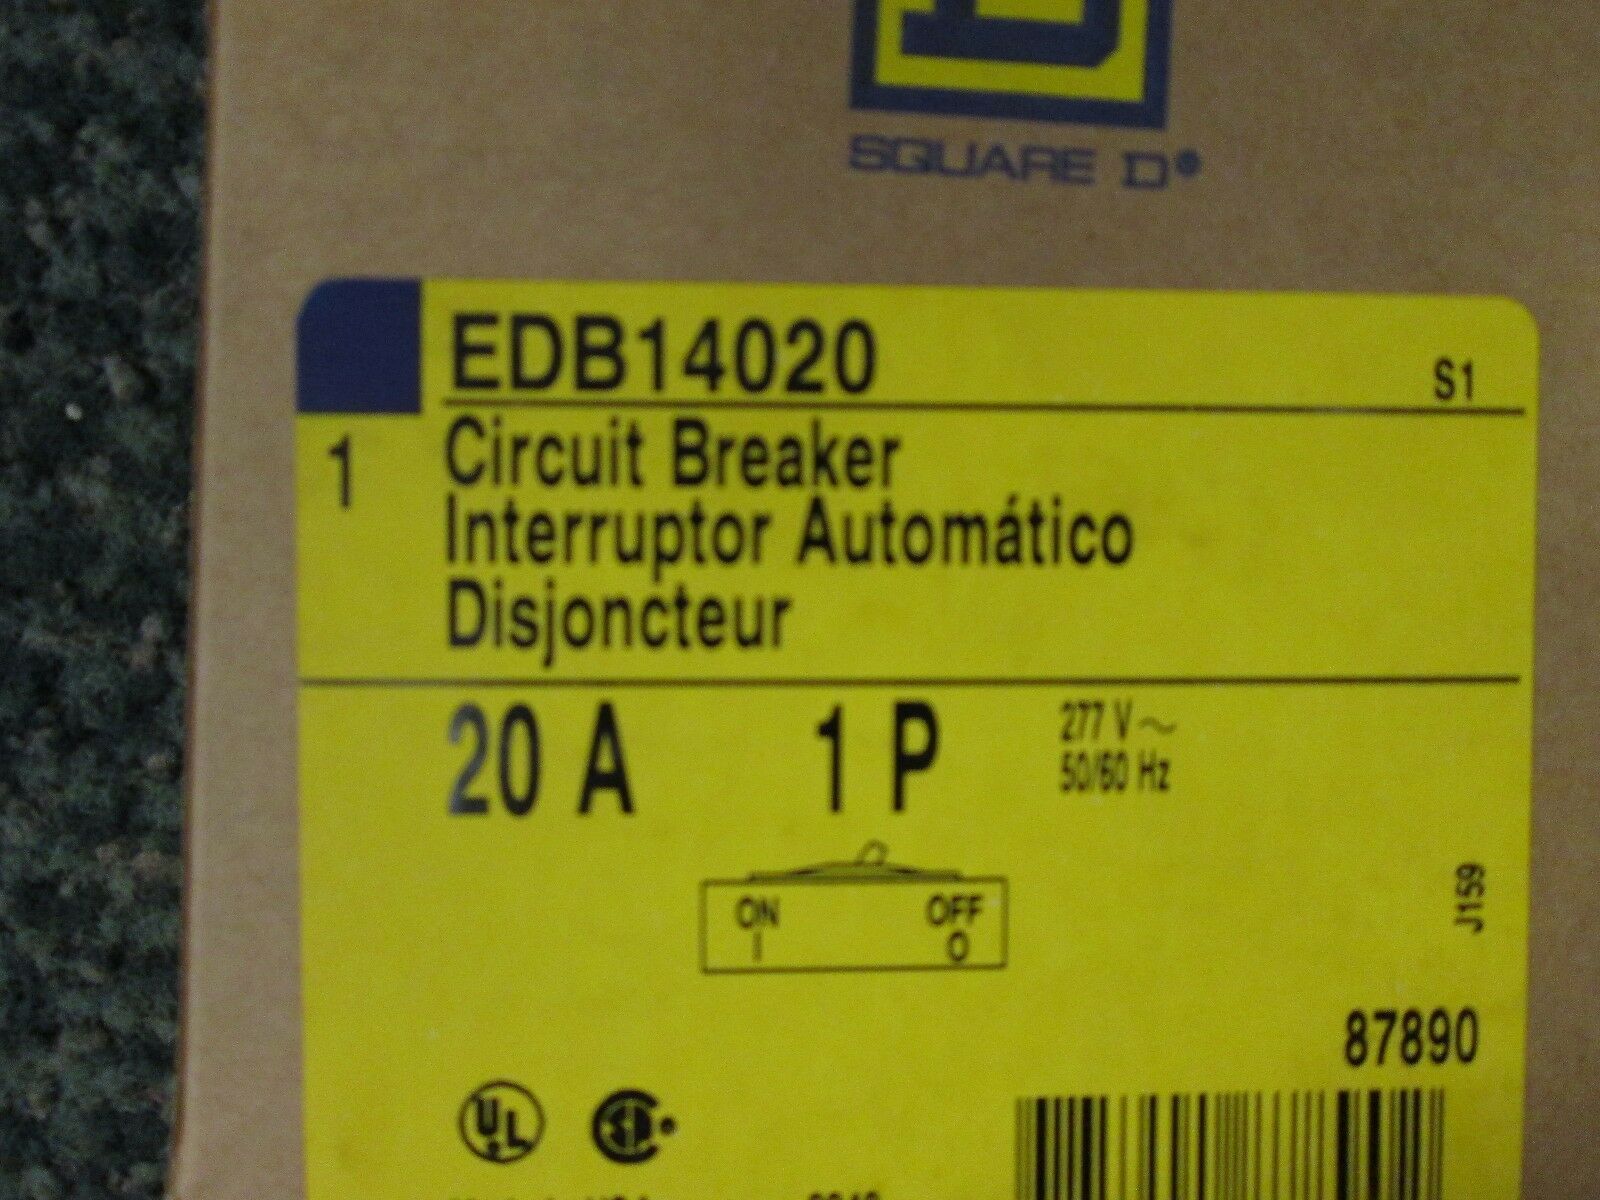 SQUARE D®
EDB14020
S1
1
Circuit Breaker
Interruptor Automático
Disjoncteur
20 A
1 P
277 V~
50/60 Hz
ON
OFF
I
O
J159
87890
UL